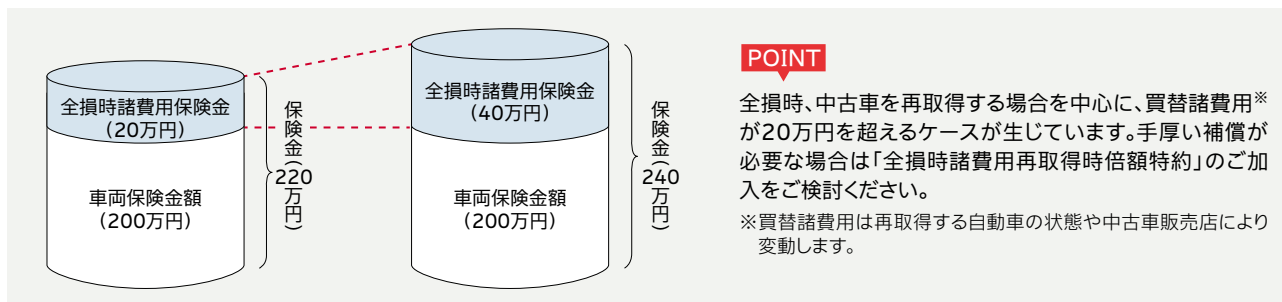 全損時諸費用保険金
(20万円)
車両保険金額
(200万円)
保険金(220万円)
全損時諸費用保険金
(40万円)
車両保険金額
(200万円)
保険金(240万円)
POINT
全損時、中古車を再取得する場合を中心に、買替諸費用※
が20万円を超えるケースが生じています。手厚い補償が
必要な場合は「全損時諸費用再取得時倍額特約」のご加
入をご検討ください。
※買替諸費用は再取得する自動車の状態や中古車販売店により
変動します。